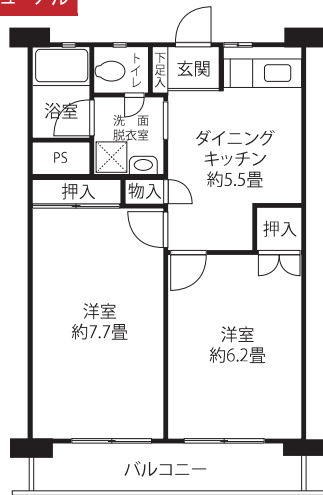 ューアル
トイレ
下足入
玄関
浴室
洗面
脱衣室
ダイニング
キッチン
約5.5畳
PS
押入
物入
押入
洋室
約7.7畳
洋室
約6.2畳
バルコニー